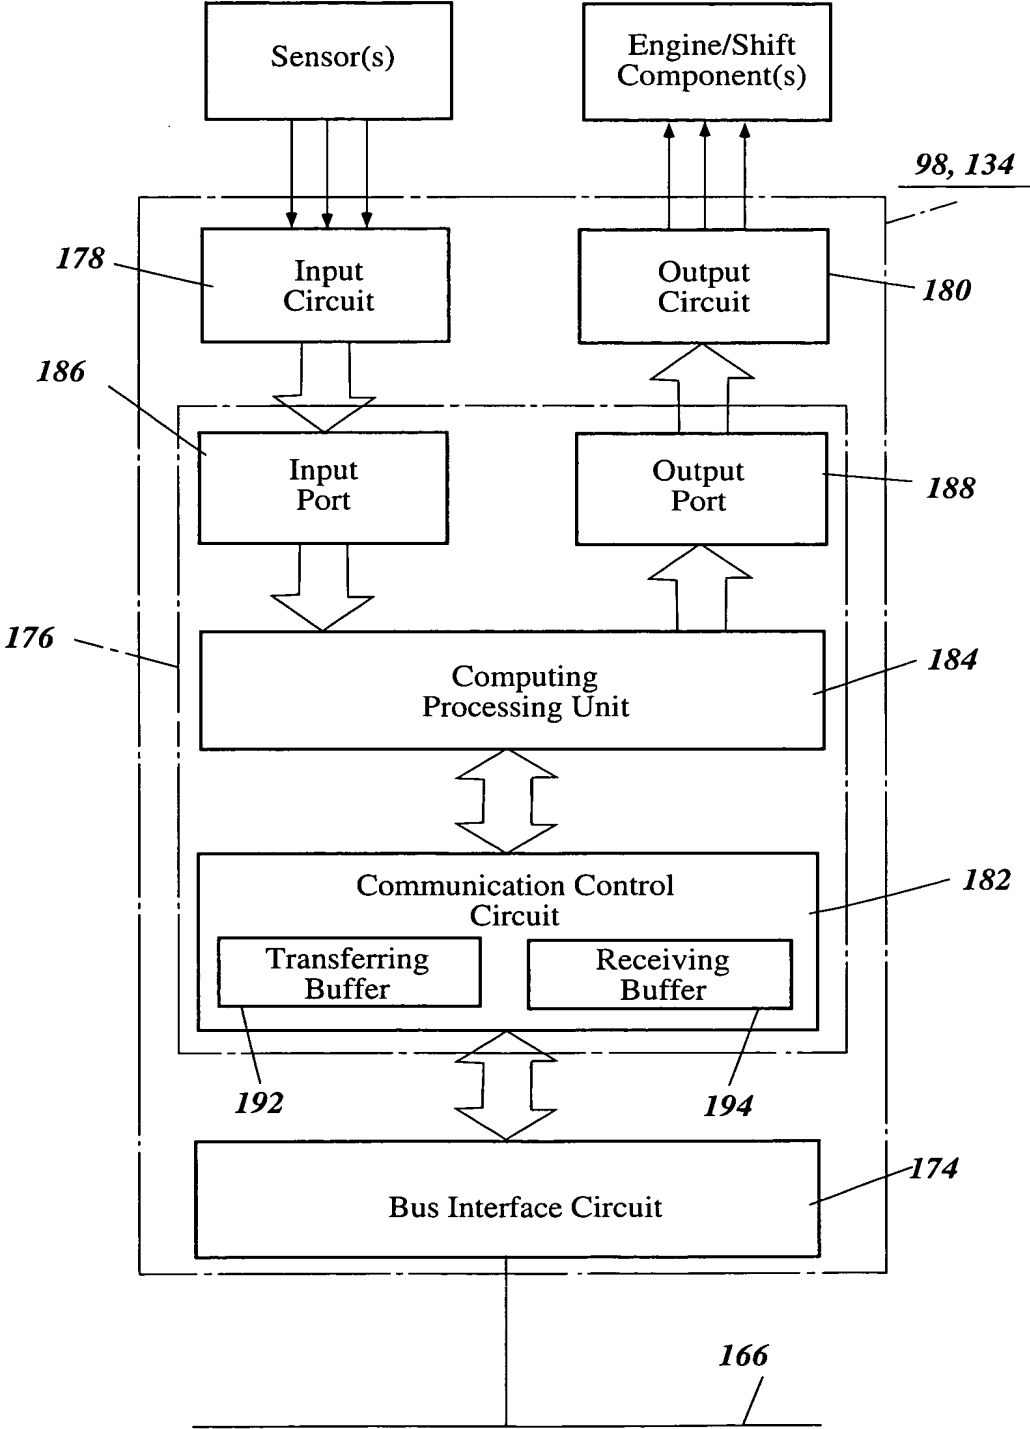 Sensor(s)
Engine/Shift
Component(s)
98, 134
178
Input
Circuit
Output
Circuit
180
186
Input
Port
Output
Port
188
176
Computing
Processing Unit
184
Communication Control
Circuit
182
Transferring
Buffer
Receiving
Buffer
192
194
174
Bus Interface Circuit
166